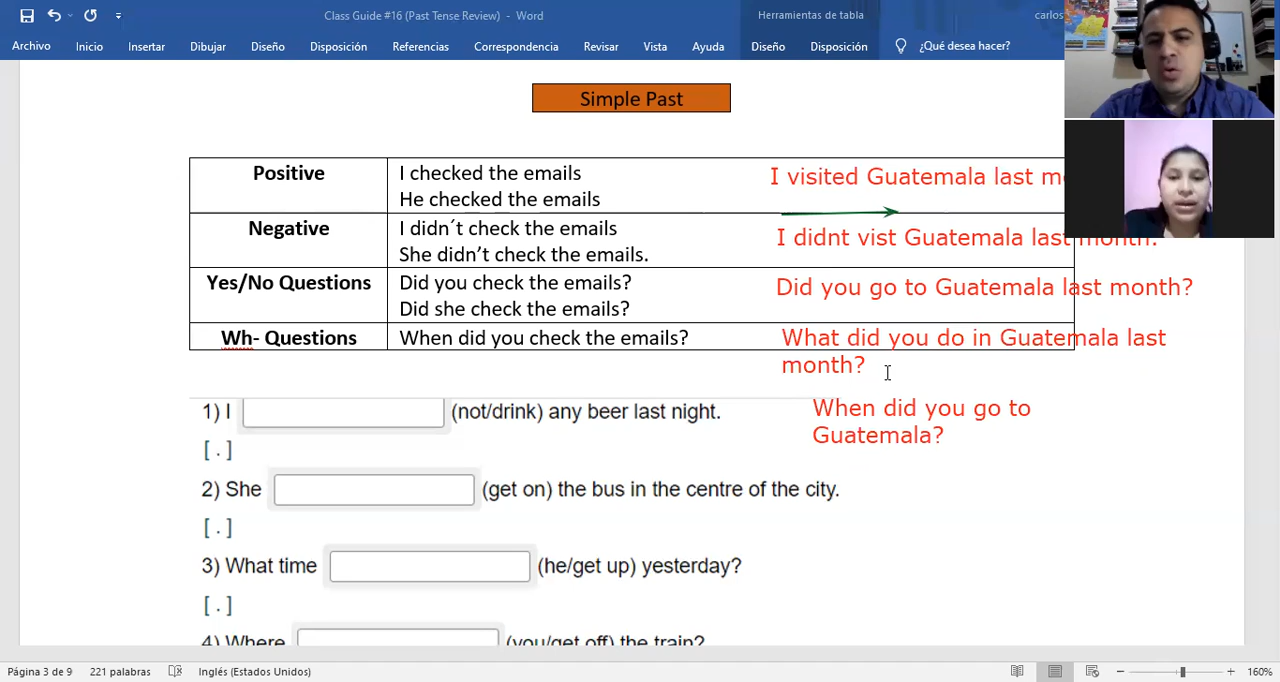 Class Guide #16 (Past Tense Review) - Word
Herramientas de tabla
carlos
Archivo Inicio Insertar Dibujar Diseño Disposición Referencias Correspondencia Revisar Vista Ayuda Diseño Disposición ¿Qué desea hacer?
Simple Past
Positive
I checked the emails
He checked the emails
I visited Guatemala last
Negative
I didn´t check the emails
She didn’t check the emails.
I didnt vist Guatemala last month.
Yes/No Questions
Did you check the emails?
Did she check the emails?
Did you go to Guatemala last month?
Wh- Questions
When did you check the emails?
What did you do in Guatemala last
month?
When did you go to
Guatemala?
1) I (not/drink) any beer last night.
[ . ]
2) She (get on) the bus in the centre of the city.
[ . ]
3) What time (he/get up) yesterday?
[ . ]
4) Where (you/get off) the train?
Página 3 de 9 221 palabras Inglés (Estados Unidos) 160%